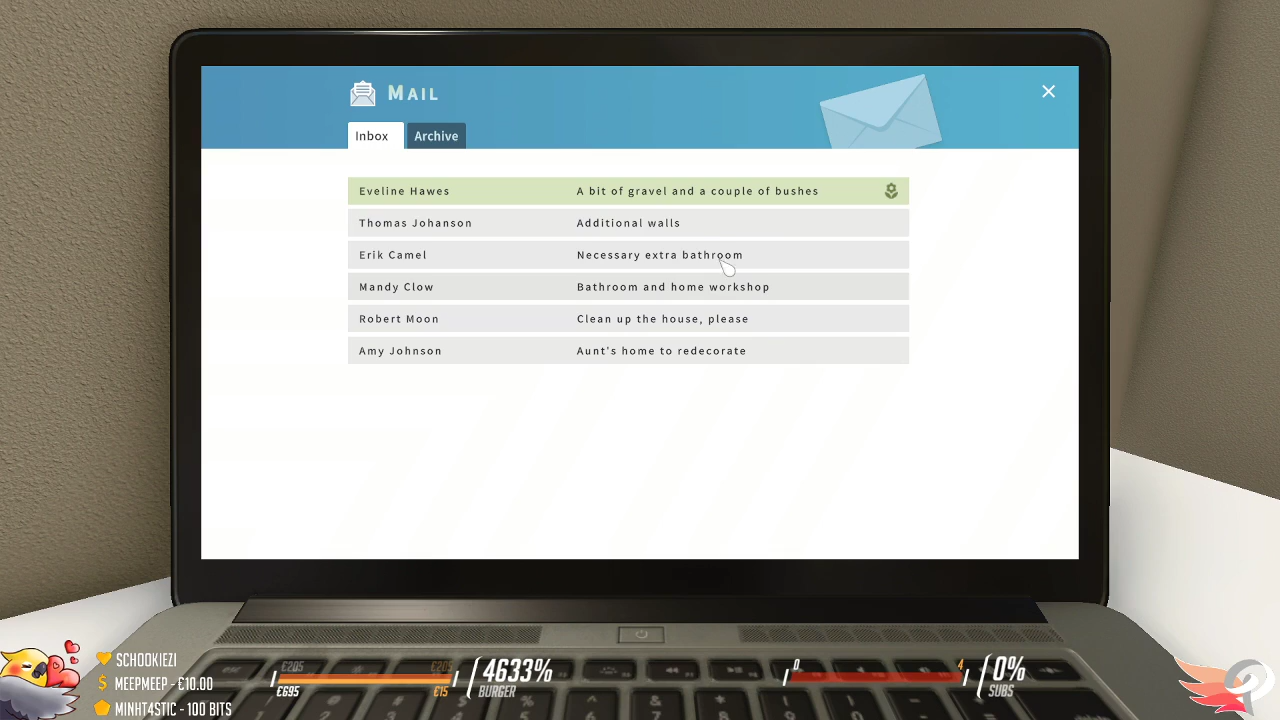 MAIL
Inbox
Archive
Eveline Hawes A bit of gravel and a couple of bushes
Thomas Johanson Additional walls
Erik Camel Necessary extra bathroom
Mandy Clow Bathroom and home workshop
Robert Moon Clean up the house, please
Amy Johnson Aunt's home to redecorate
SCHOOKIEZI
MEEPMEEP - €10.00
MINHT4STIC - 100 BITS
€205 €205
€695 €15
4633%
BURGER
0 4
0%
SUBS